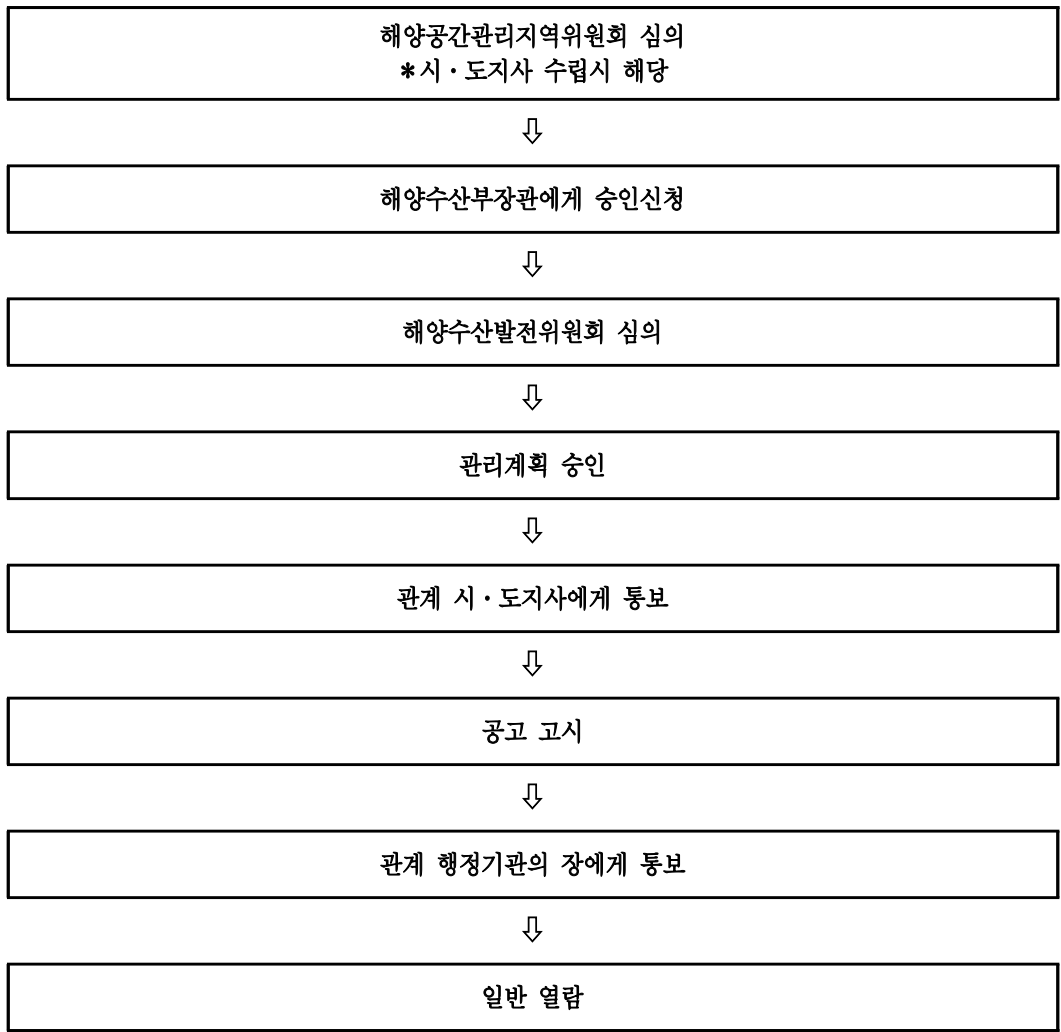 해양공간관리지역위원회 심의
*시·도지사 수립시 해당
⇩
해양수산부장관에게 승인신청
⇩
해양수산발전위원회 심의
⇩
관리계획 승인
⇩
관계 시·도지사에게 통보
⇩
공고 고시
⇩
관계 행정기관의 장에게 통보
⇩
일반 열람